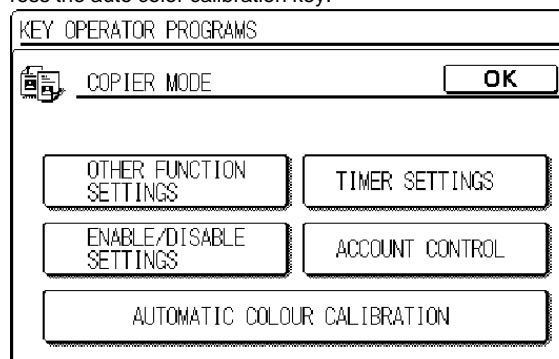 ress the auto color calibration key.
KEY OPERATOR PROGRAMS
COPIER MODE
OK
OTHER FUNCTION
SETTINGS
TIMER SETTINGS
ENABLE/DISABLE
SETTINGS
ACCOUNT CONTROL
AUTOMATIC COLOUR CALIBRATION